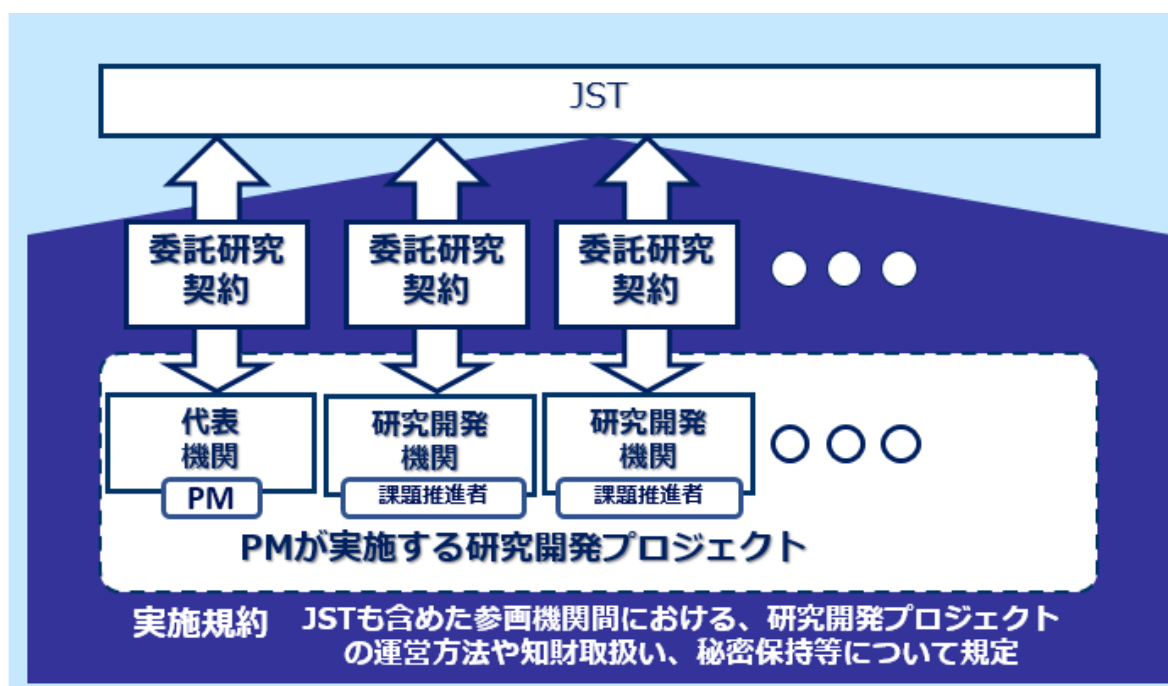 JST
委託研究
契約
委託研究
契約
委託研究
契約
代表
機関
PM
研究開発
機関
課題推進者
研究開発
機関
課題推進者
PMが実施する研究開発プロジェクト
実施規約
JSTも含めた参画機関間における、研究開発プロジェクト
の運営方法や知財取扱い、秘密保持等について規定